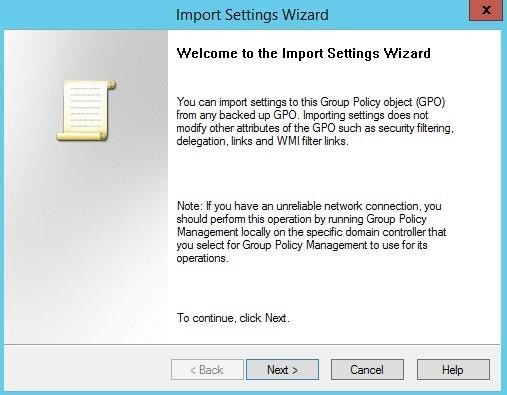 Import Settings Wizard
x
Welcome to the Import Settings Wizard
You can import settings to this Group Policy object (GPO)
from any backed up GPO. Importing settings does not
modify other attributes of the GPO such as security filtering,
delegation, links and WMI filter links.
Note: If you have an unreliable network connection, you
should perform this operation by running Group Policy
Management locally on the specific domain controller that
you select for Group Policy Management to use for its
operations.
To continue, click Next.
< Back Next > Cancel Help